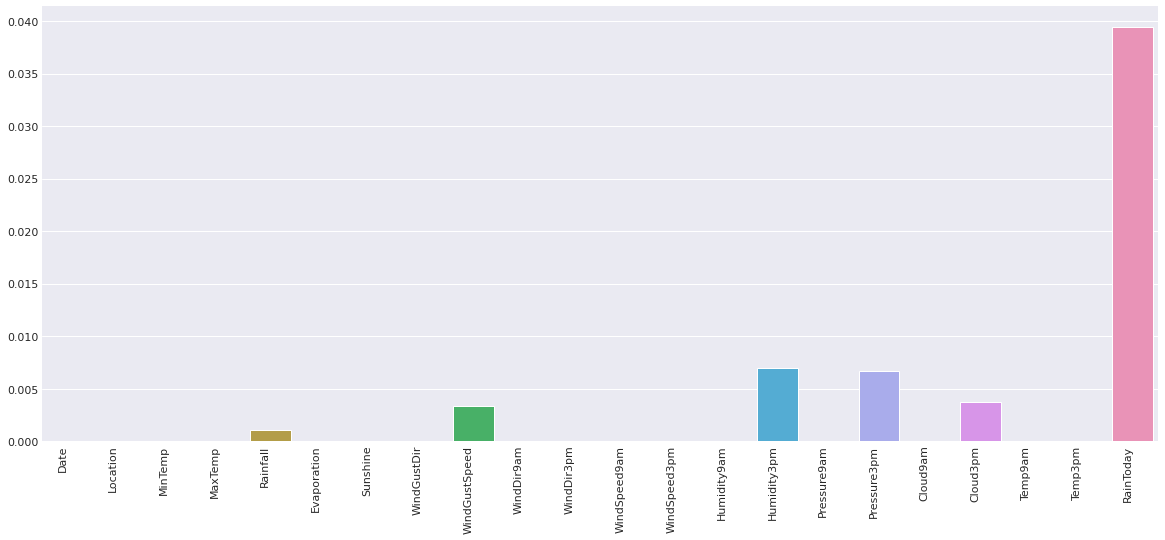 0.040
0.035
0.030
0.025
0.020
0.015
0.010
0.005
0.000
Date
Location
MinTemp
MaxTemp
Rainfall
Evaporation
Sunshine
WindGustDir
WindGustSpeed
WindDir9am
WindDir3pm
WindSpeed9am
WindSpeed3pm
Humidity9am
Humidity3pm
Pressure9am
Pressure3pm
Cloud9am
Cloud3pm
Temp9am
Temp3pm
RainToday